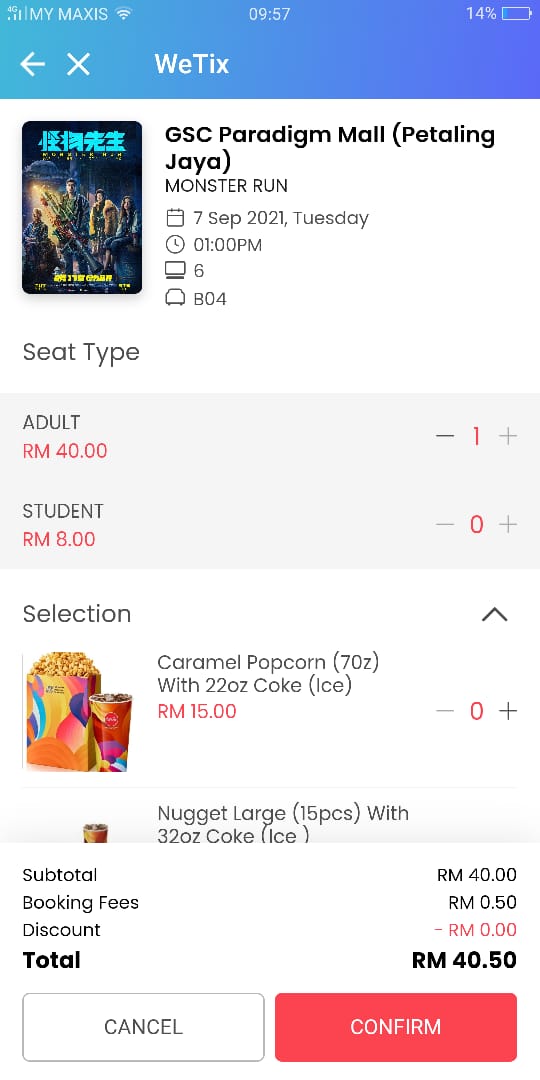 4G MY MAXIS 09:57 14%
WeTix
怪物先生
MONSTER RUN
GSC Paradigm Mall (Petaling
Jaya)
MONSTER RUN
7 Sep 2021, Tuesday
01:00PM
6
B04
Seat Type
ADUlT
RM 40.00
1
STUDENT
RM 8.00
0
Selection
Caramel Popcorn (70z)
With 22oz Coke (Ice)
RM 15.00
0
Nugget Large (15pcs) With
32oz Coke (Ice )
Subtotal RM 40.00
Booking Fees RM 0.50
Discount - RM 0.00
Total RM 40.50
CANCEL CONFIRM